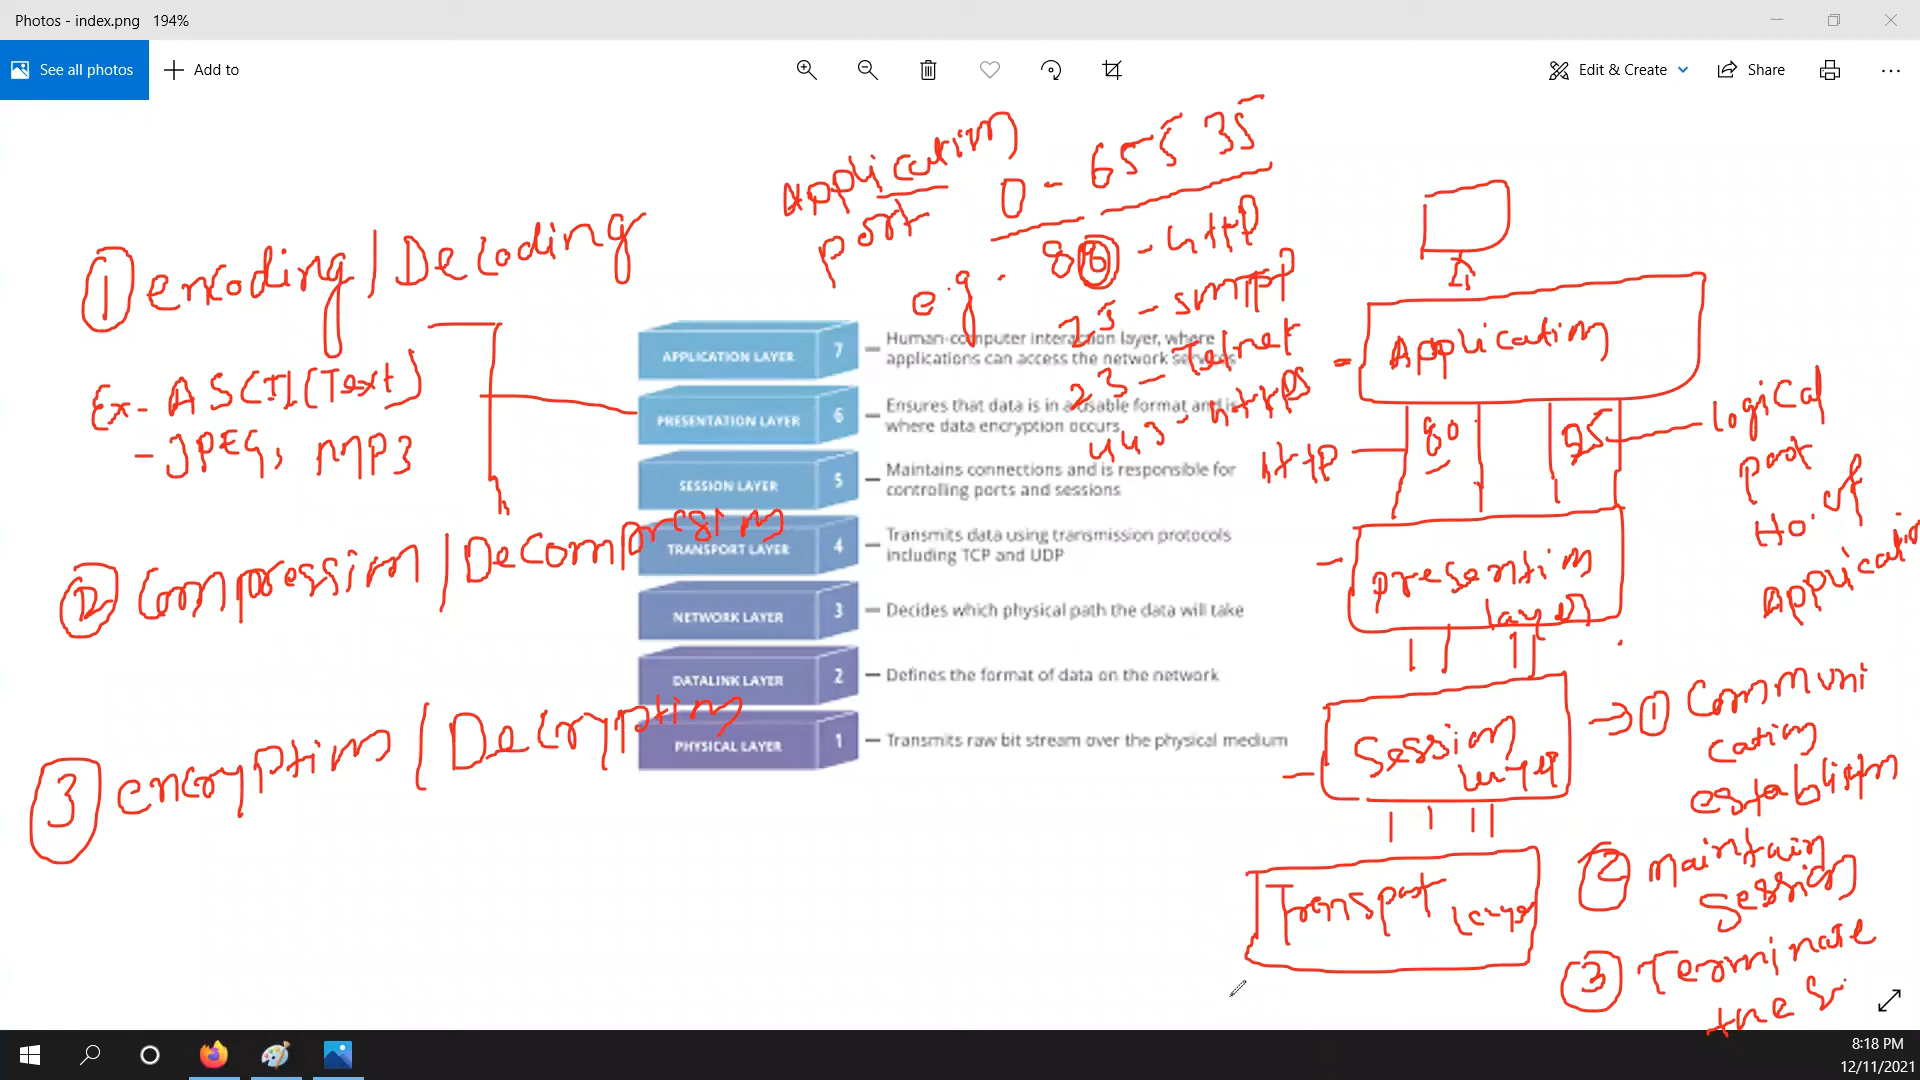 Photos - index.png 194%
See all photos
Add to
Edit & Create
Share
Application
port
0 - 65535
e.g. 80 - http
25 - SMTP
23 - Telnet
443 - https
① encoding/Decoding
Ex- ASCII(Text)
- JPEG, MP3
② Compression/Decompression
③ encryption/Decryption
APPLICATION LAYER 7
Human-computer interaction layer, where
applications can access the network services
PRESENTATION LAYER 6
Ensures that data is in a usable format and is
where data encryption occurs
SESSION LAYER 5
Maintains connections and is responsible for
controlling ports and sessions
TRANSPORT LAYER 4
Transmits data using transmission protocols
including TCP and UDP
NETWORK LAYER 3
Decides which physical path the data will take
DATALINK LAYER 2
Defines the format of data on the network
PHYSICAL LAYER 1
Transmits raw bit stream over the physical medium
Application
http
80
25
logical
port
of
Application
presention
layer
Session
layer
→ ① Communi
cation
establishm
② maintain
Session
③ Terminate
the
Transport
layer
8:18 PM
12/11/2021